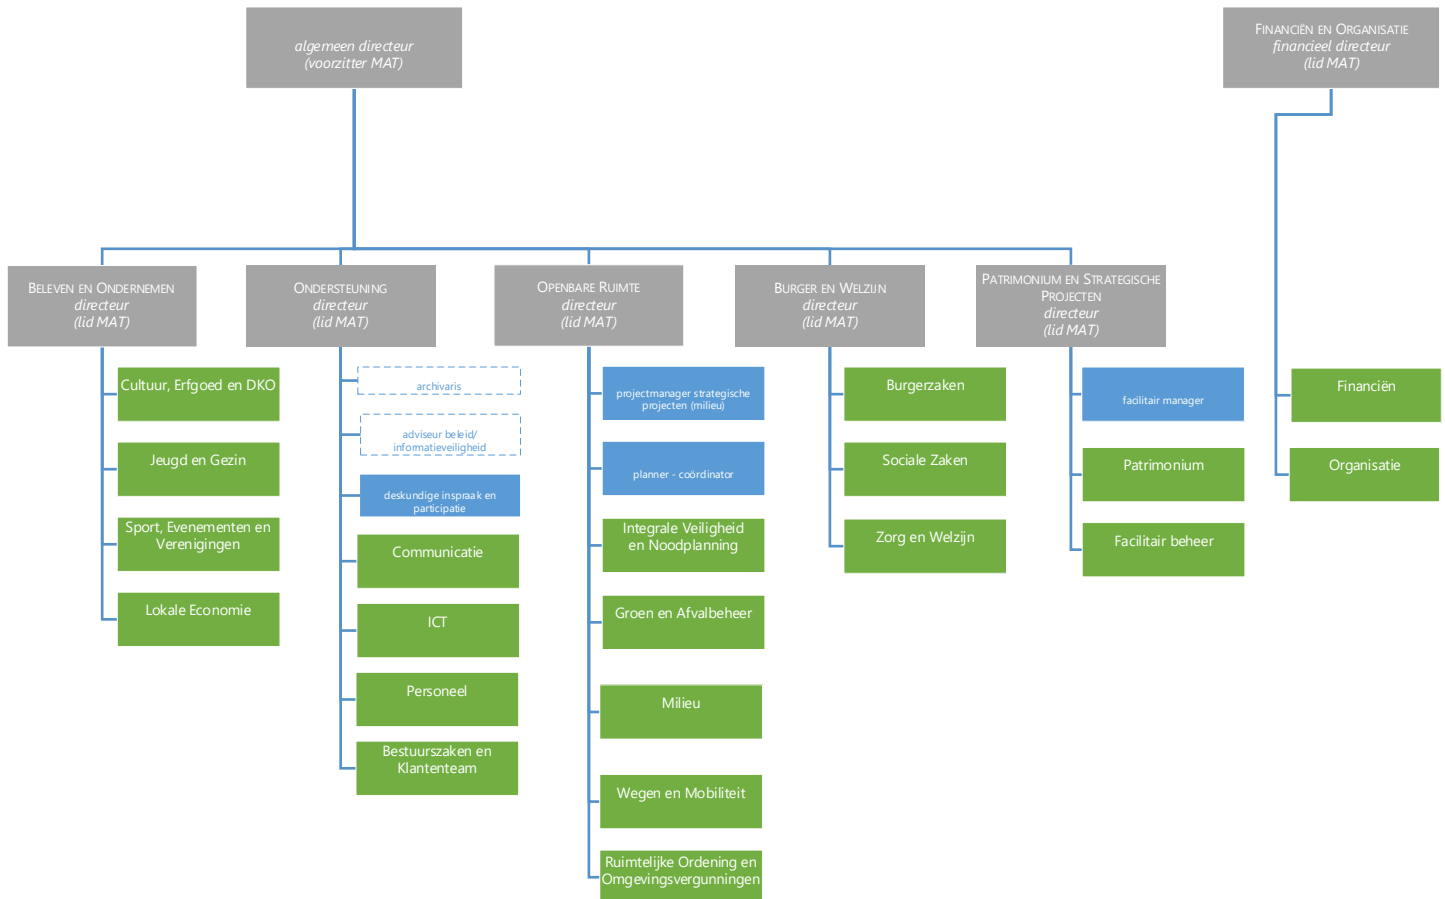 algemeen directeur
(voorzitter MAT)
Financiën en Organisatie
financieel directeur
(lid MAT)
Beleven en Ondernemen
directeur
(lid MAT)
Ondersteuning
directeur
(lid MAT)
Openbare Ruimte
directeur
(lid MAT)
Burger en Welzijn
directeur
(lid MAT)
Patrimonium en Strategische
Projecten
directeur
(lid MAT)
Cultuur, Erfgoed en DKO
Jeugd en Gezin
Sport, Evenementen en
Verenigingen
Lokale Economie
archivaris
adviseur beleid/
informatieveiligheid
deskundige inspraak en
participatie
Communicatie
ICT
Personeel
Bestuurszaken en
Klantenteam
projectmanager strategische
projecten (milieu)
planner - coördinator
Integrale Veiligheid
en Noodplanning
Groen en Afvalbeheer
Milieu
Wegen en Mobiliteit
Ruimtelijke Ordening en
Omgevingsvergunningen
Burgerzaken
Sociale Zaken
Zorg en Welzijn
facilitair manager
Patrimonium
Facilitair beheer
Financiën
Organisatie